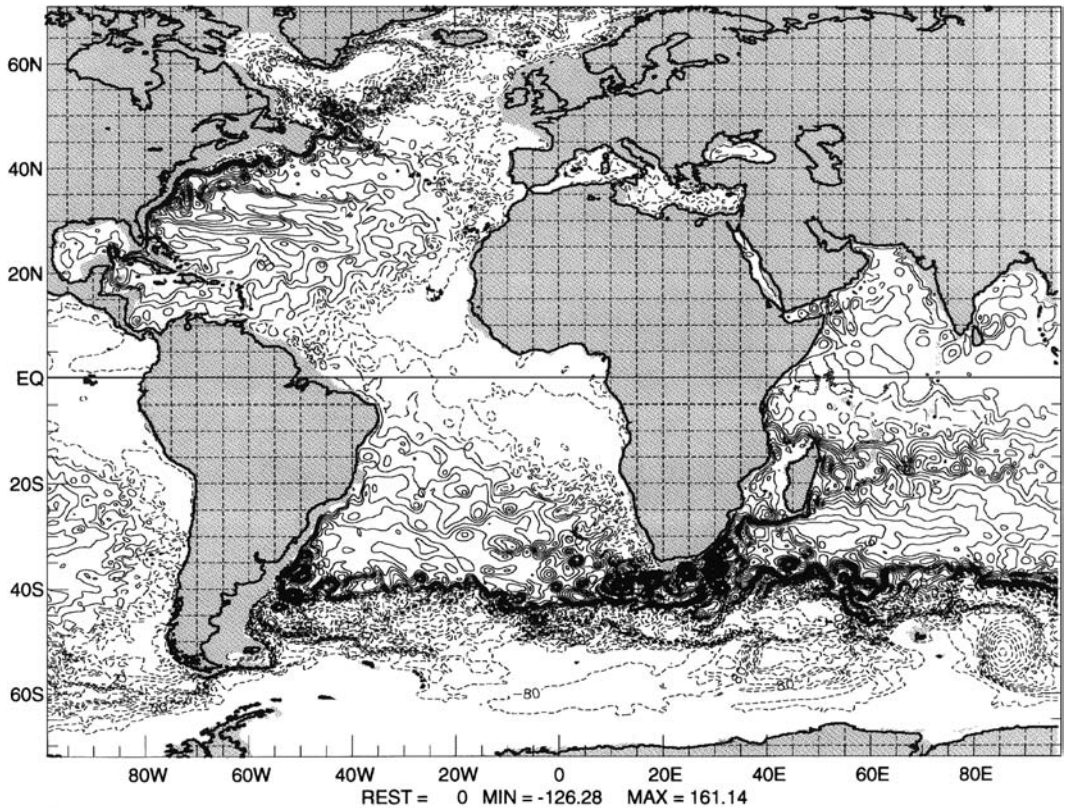 60N
40N
20N
EQ
20S
40S
60S
-80
80
80W 60W 40W 20W 0 20E 40E 60E 80E
REST = 0 MIN = -126.28 MAX = 161.14